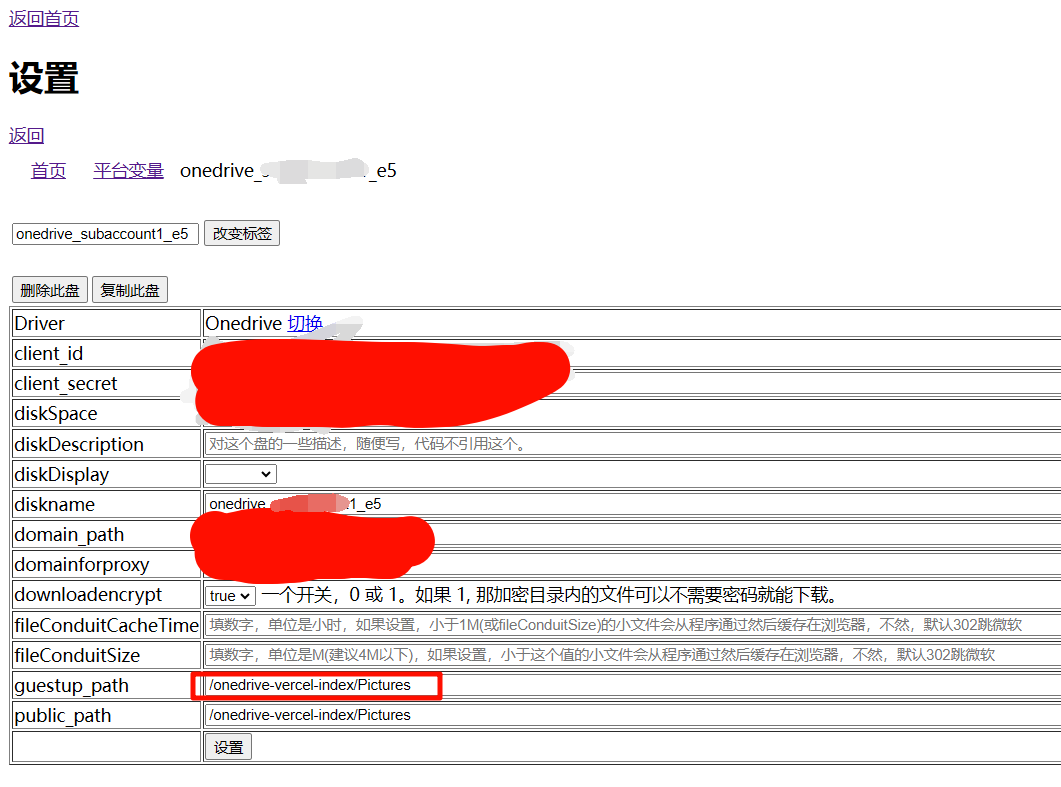 返回首页
设置
返回
首页 平台变量 onedrive_ _e5
onedrive_subaccount1_e5 改变标签
删除此盘 复制此盘
Driver Onedrive 切换
client_id
client_secret
diskSpace
diskDescription 对这个盘的一些描述，随便写，代码不引用这个。
diskDisplay
diskname onedrive 1_e5
domain_path
domainforproxy
downloadencrypt true 一个开关，0 或 1。如果 1, 那加密目录内的文件可以不需要密码就能下载。
fileConduitCacheTime 填数字，单位是小时，如果设置，小于1M(或fileConduitSize)的小文件会从程序通过然后缓存在浏览器，不然，默认302跳微软
fileConduitSize 填数字，单位是M(建议4M以下)，如果设置，小于这个值的小文件会从程序通过然后缓存在浏览器，不然，默认302跳微软
guestup_path /onedrive-vercel-index/Pictures
public_path /onedrive-vercel-index/Pictures
设置